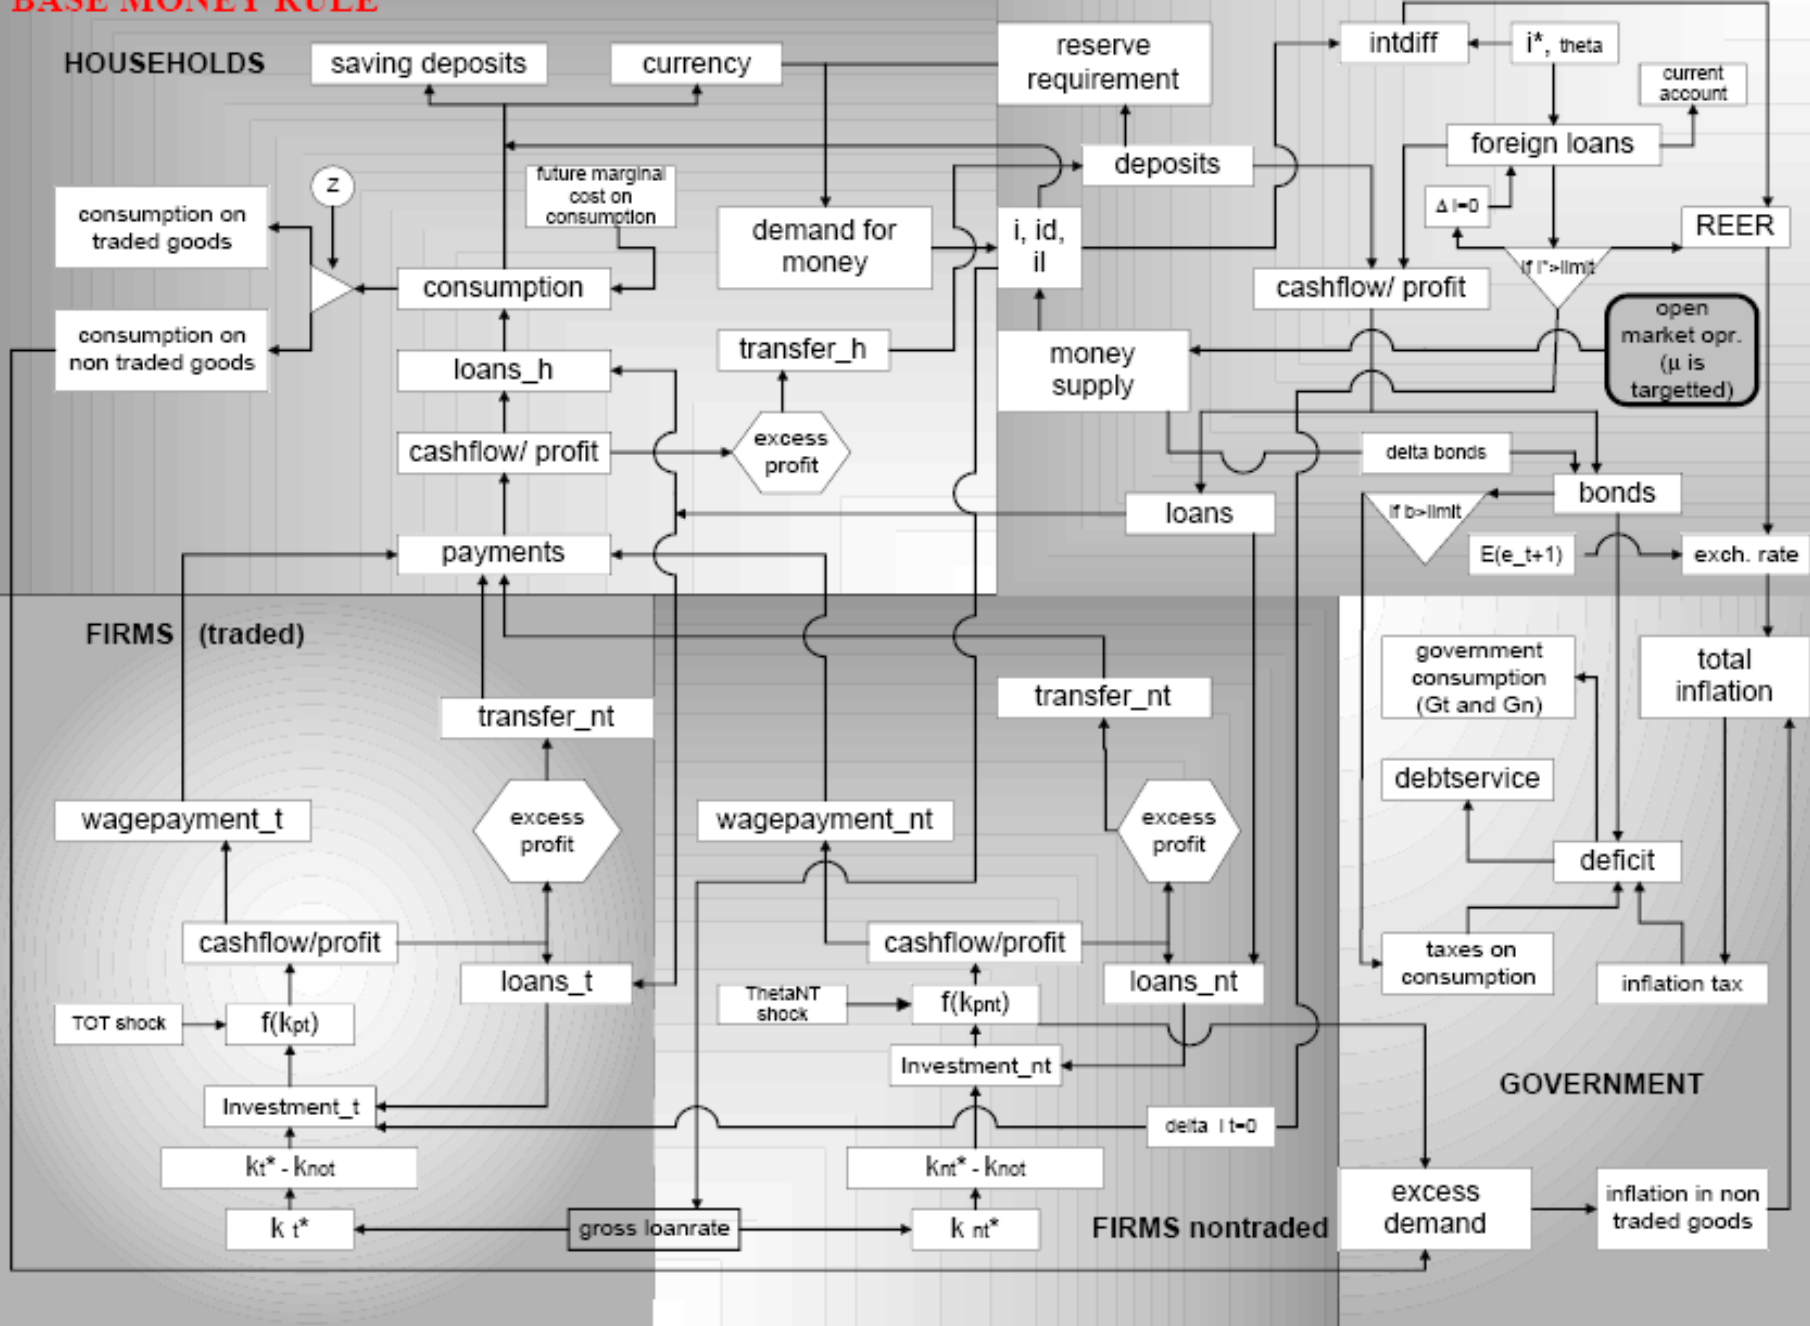 BASE MONEY RULE
HOUSEHOLDS
saving deposits
currency
reserve
requirement
intdiff
i*, theta
current
account
foreign loans
deposits
Z
future marginal
cost on
consumption
consumption on
traded goods
demand for
money
i, id,
il
Δ l=0
REER
if l*>limit
consumption
cashflow/ profit
consumption on
non traded goods
open
market opr.
(μ is
targetted)
transfer_h
money
supply
loans_h
cashflow/ profit
excess
profit
delta bonds
bonds
loans
if b>limit
payments
E(e_t+1)
exch. rate
FIRMS (traded)
government
consumption
(Gt and Gn)
total
inflation
transfer_nt
transfer_nt
debtservice
wagepayment_t
excess
profit
wagepayment_nt
excess
profit
deficit
cashflow/profit
cashflow/profit
taxes on
consumption
loans_t
loans_nt
inflation tax
TOT shock
f(kpt)
ThetaNT
shock
f(kpnt)
Investment_nt
GOVERNMENT
Investment_t
delta l t=0
kt* - knot
knt* - knot
k t*
gross loanrate
k nt*
FIRMS nontraded
excess
demand
inflation in non
traded goods